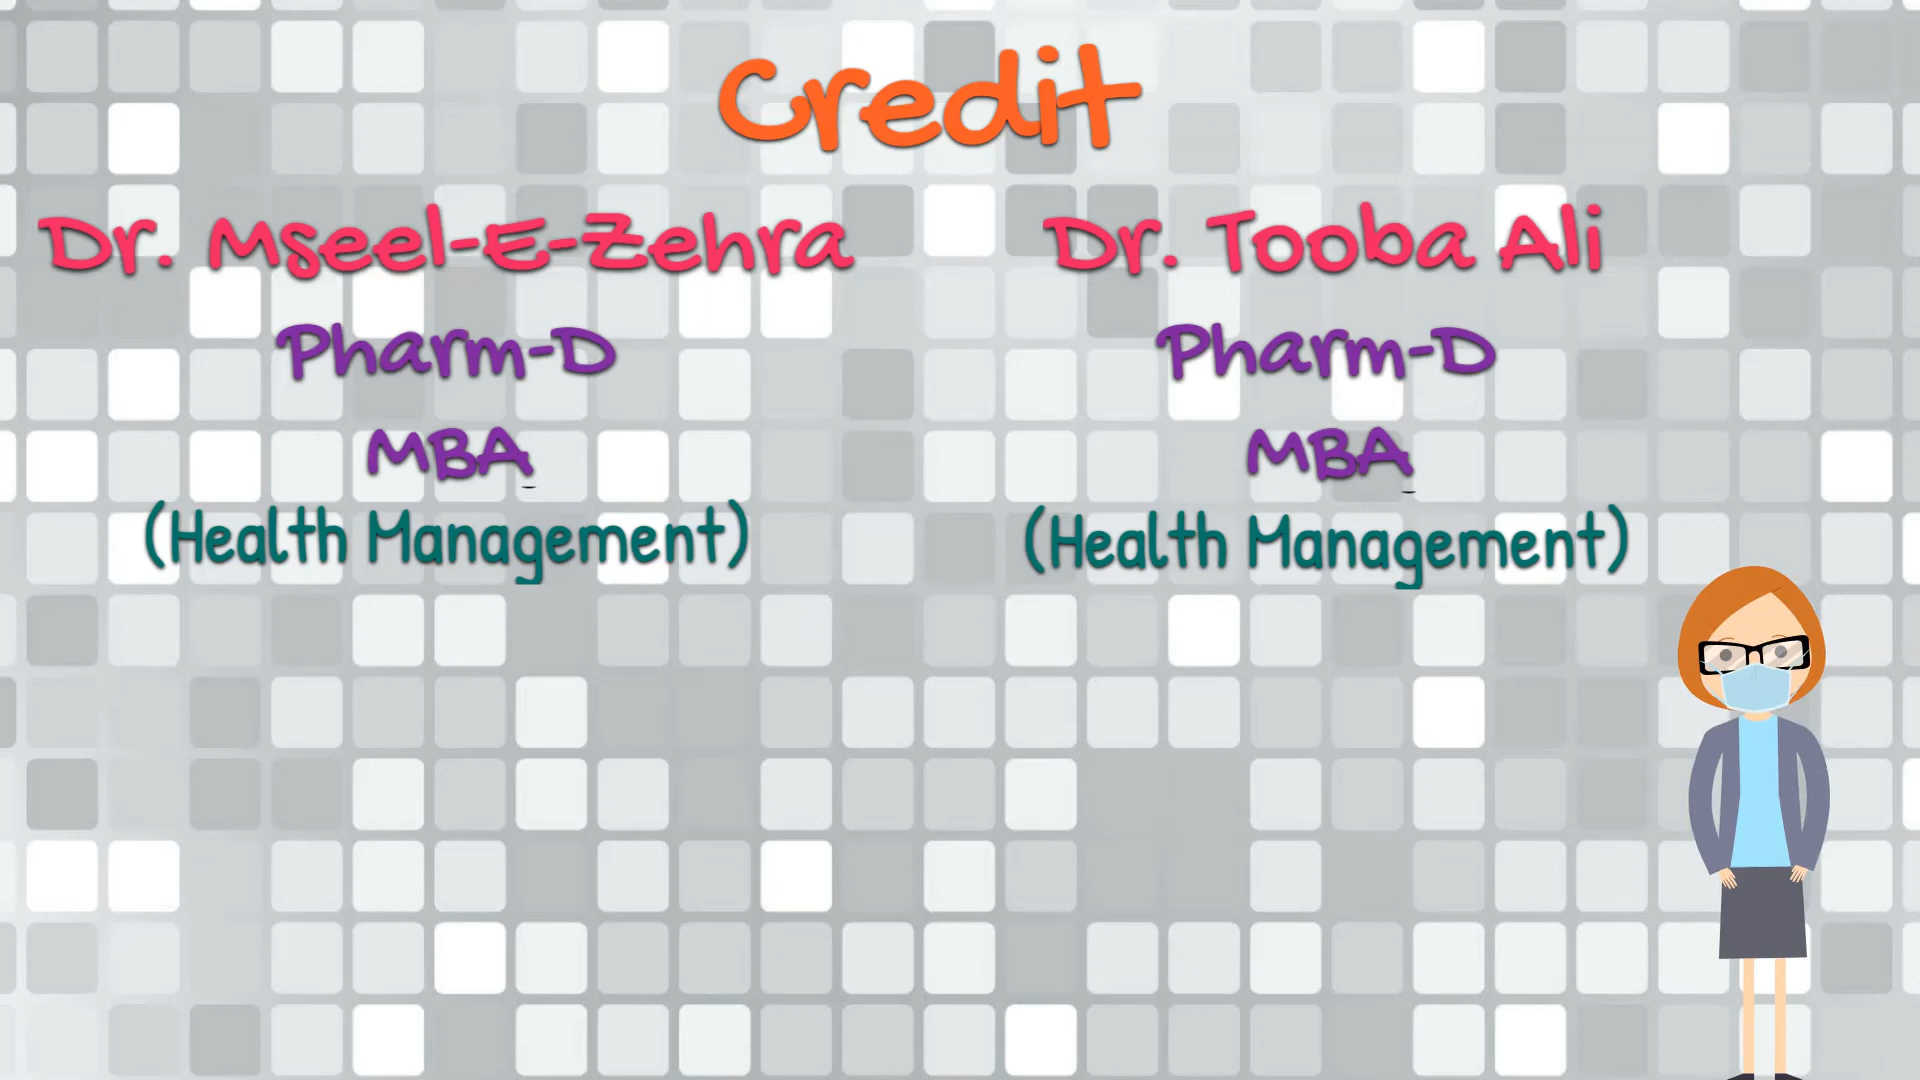 Credit
Dr. Mseel-E-Zehra
Pharm-D
MBA
(Health Management)
Dr. Tooba Ali
Pharm-D
MBA
(Health Management)